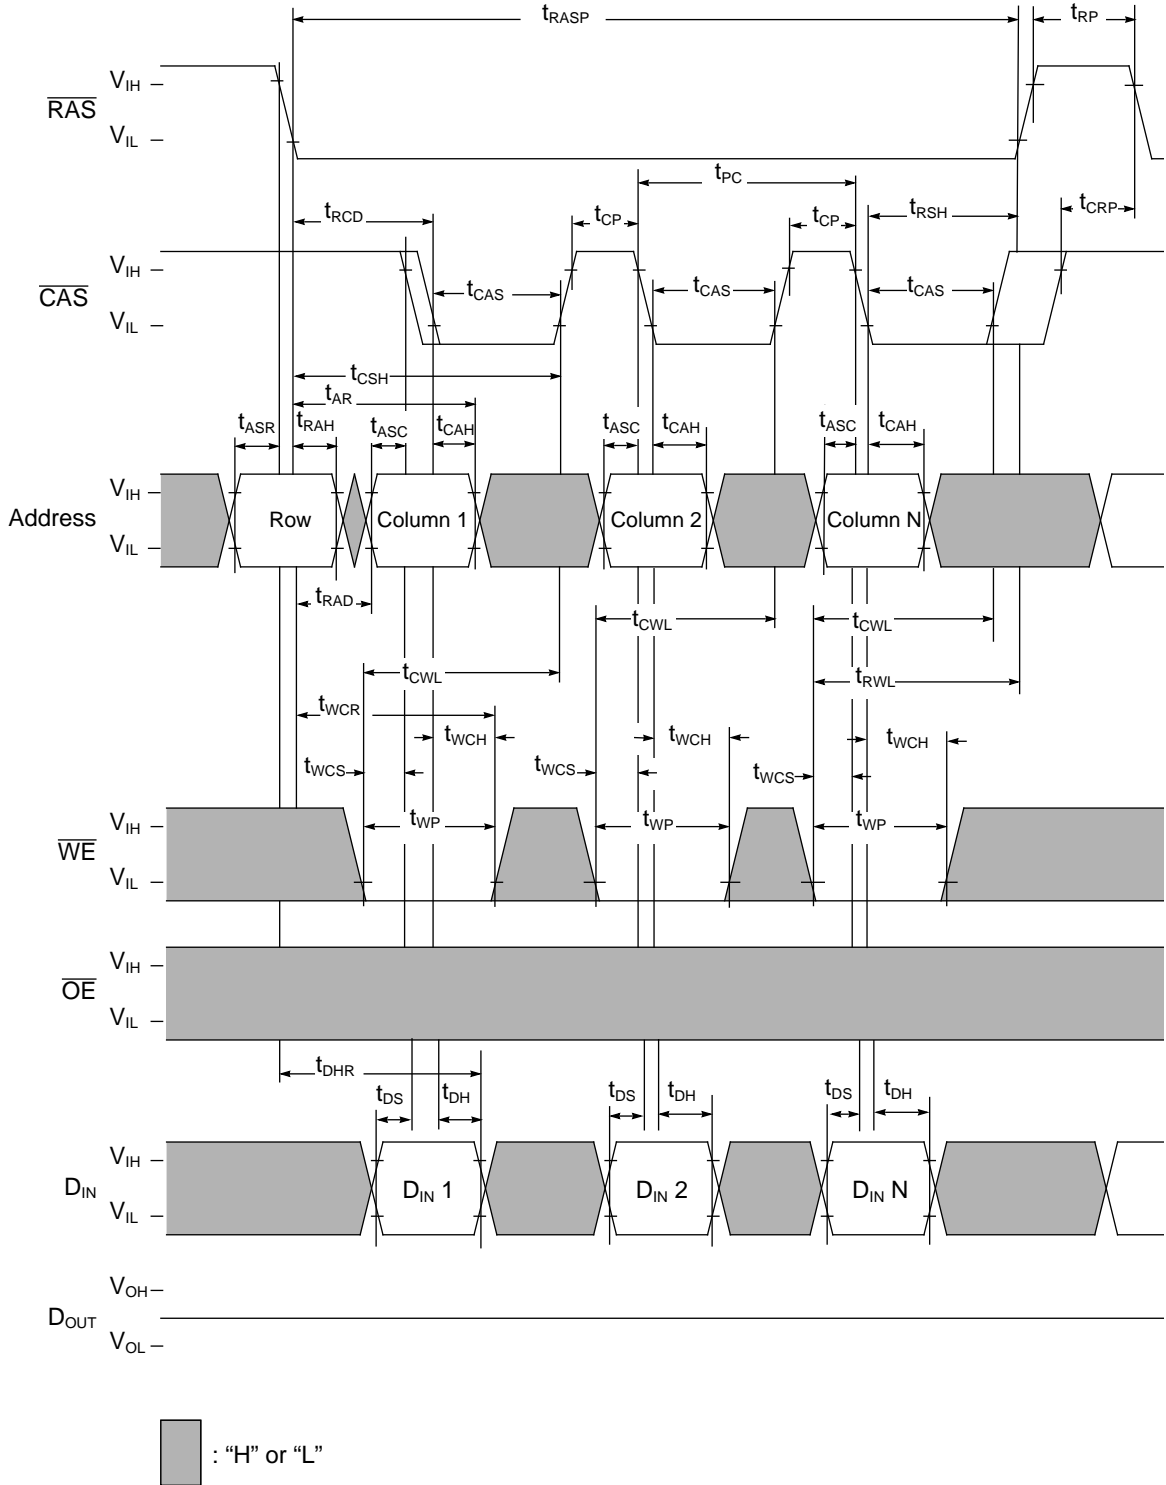 tRASP
tRP
VIH
RAS
VIL
tPC
tRCD
tCP
tCP
tRSH
tCRP
VIH
CAS
tCAS
tCAS
tCAS
VIL
tCSH
tAR
tASR
tRAH
tASC
tCAH
tASC
tCAH
tASC
tCAH
VIH
Address
Row
Column 1
Column 2
Column N
VIL
tRAD
tCWL
tCWL
tCWL
tRWL
tWCR
tWCH
tWCH
tWCH
tWCS
tWCS
tWCS
VIH
tWP
tWP
tWP
WE
VIL
VIH
OE
VIL
tDHR
tDS
tDH
tDS
tDH
tDS
tDH
VIH
DIN
DIN 1
DIN 2
DIN N
VIL
VOH
DOUT
VOL
: “H” or “L”